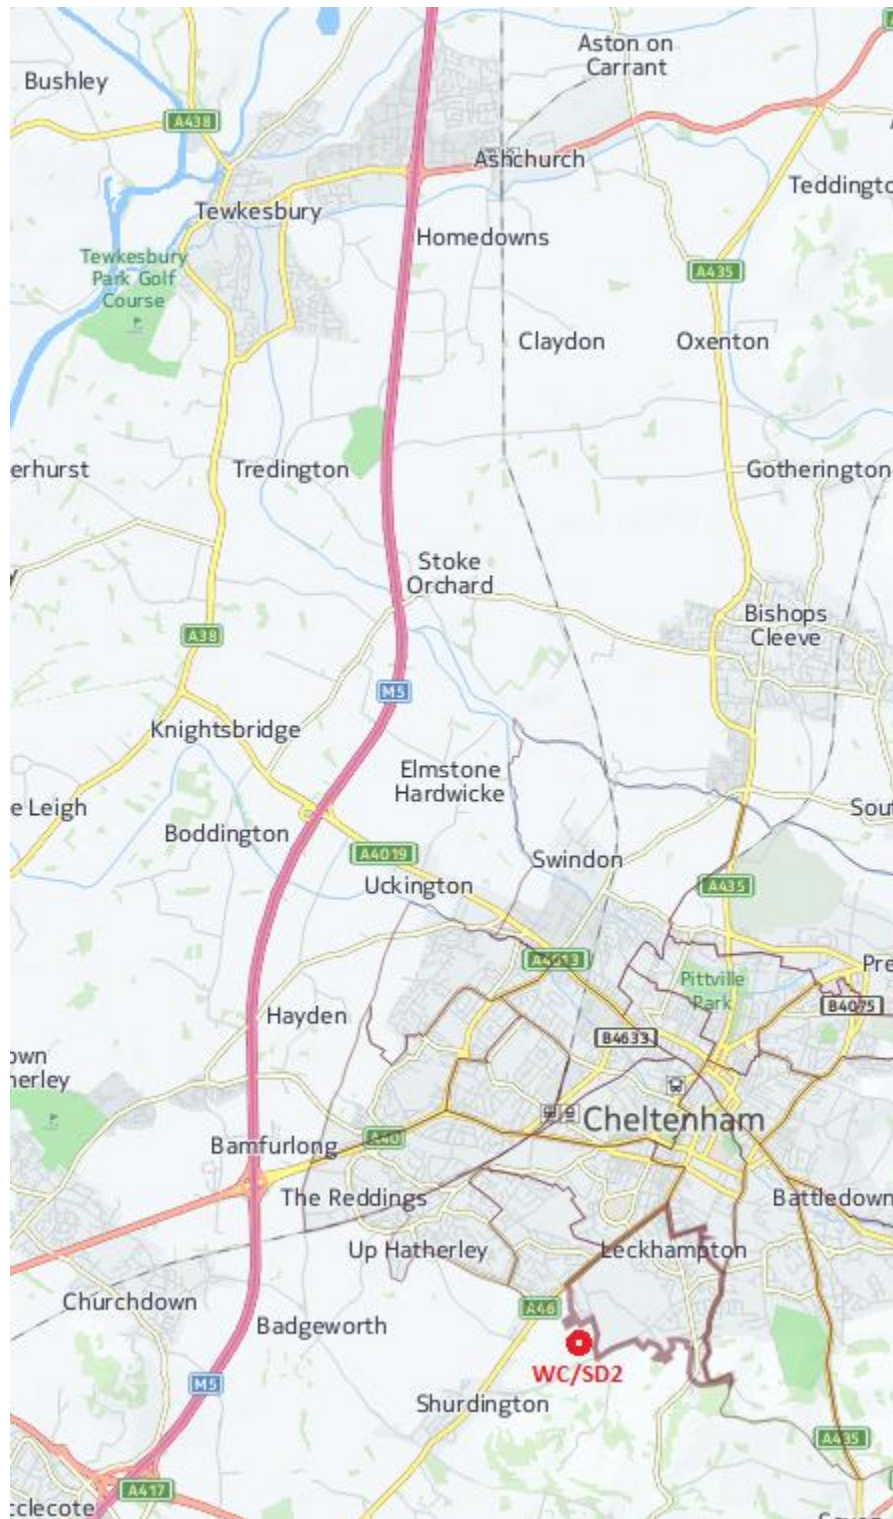 Aston on
Carrant
Bushley
A438
Ashchurch
Teddingto
Tewkesbury
Homedowns
Tewkesbury
Park Golf
Course
A435
Claydon
Oxenton
erhurst
Tredington
Gotherington
Stoke
Orchard
Bishops
Cleeve
A38
M5
Knightsbridge
Elmstone
Hardwicke
e Leigh
Sout
Boddington
A4019
Swindon
Uckington
A435
A4013
Pre
Pittville
Park
B4075
Hayden
B4633
own
herley
Cheltenham
A40
Bamfurlong
The Reddings
Battledown
Up Hatherley
Leckhampton
Churchdown
A46
Badgeworth
WC/SD2
M5
Shurdington
A435
A417
cclecote